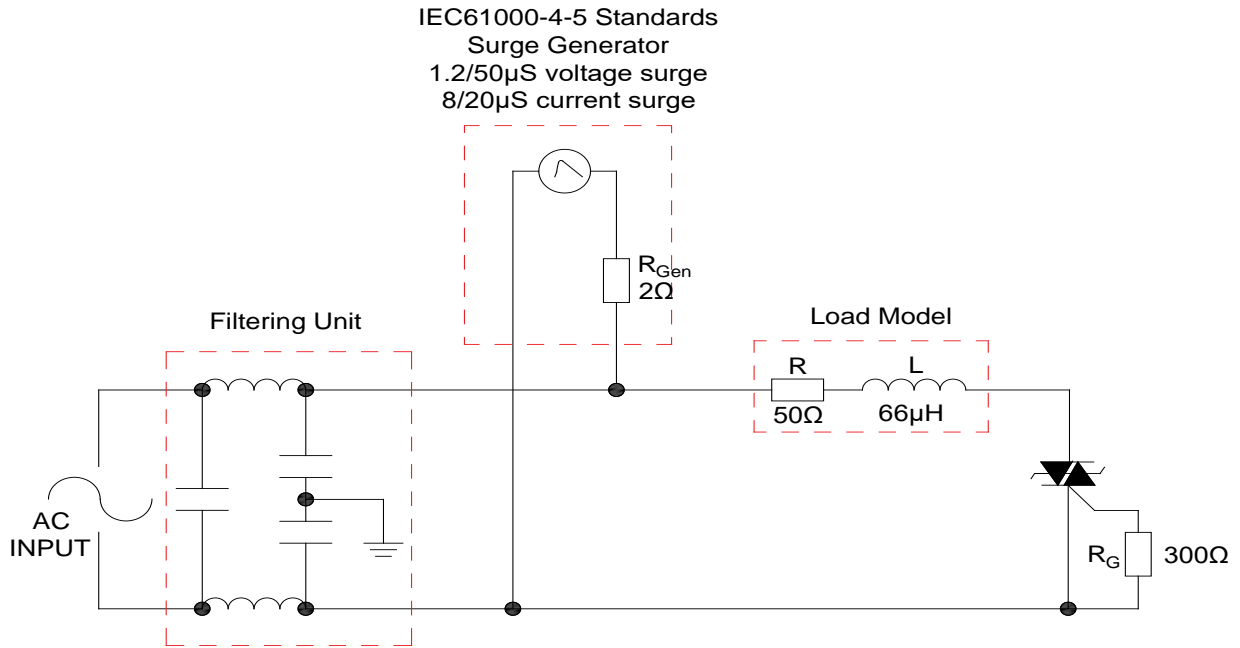 IEC61000-4-5 Standards
Surge Generator
1.2/50µS voltage surge
8/20µS current surge
RGen
2Ω
Filtering Unit
Load Model
R
L
50Ω
66µH
AC
INPUT
RG
300Ω